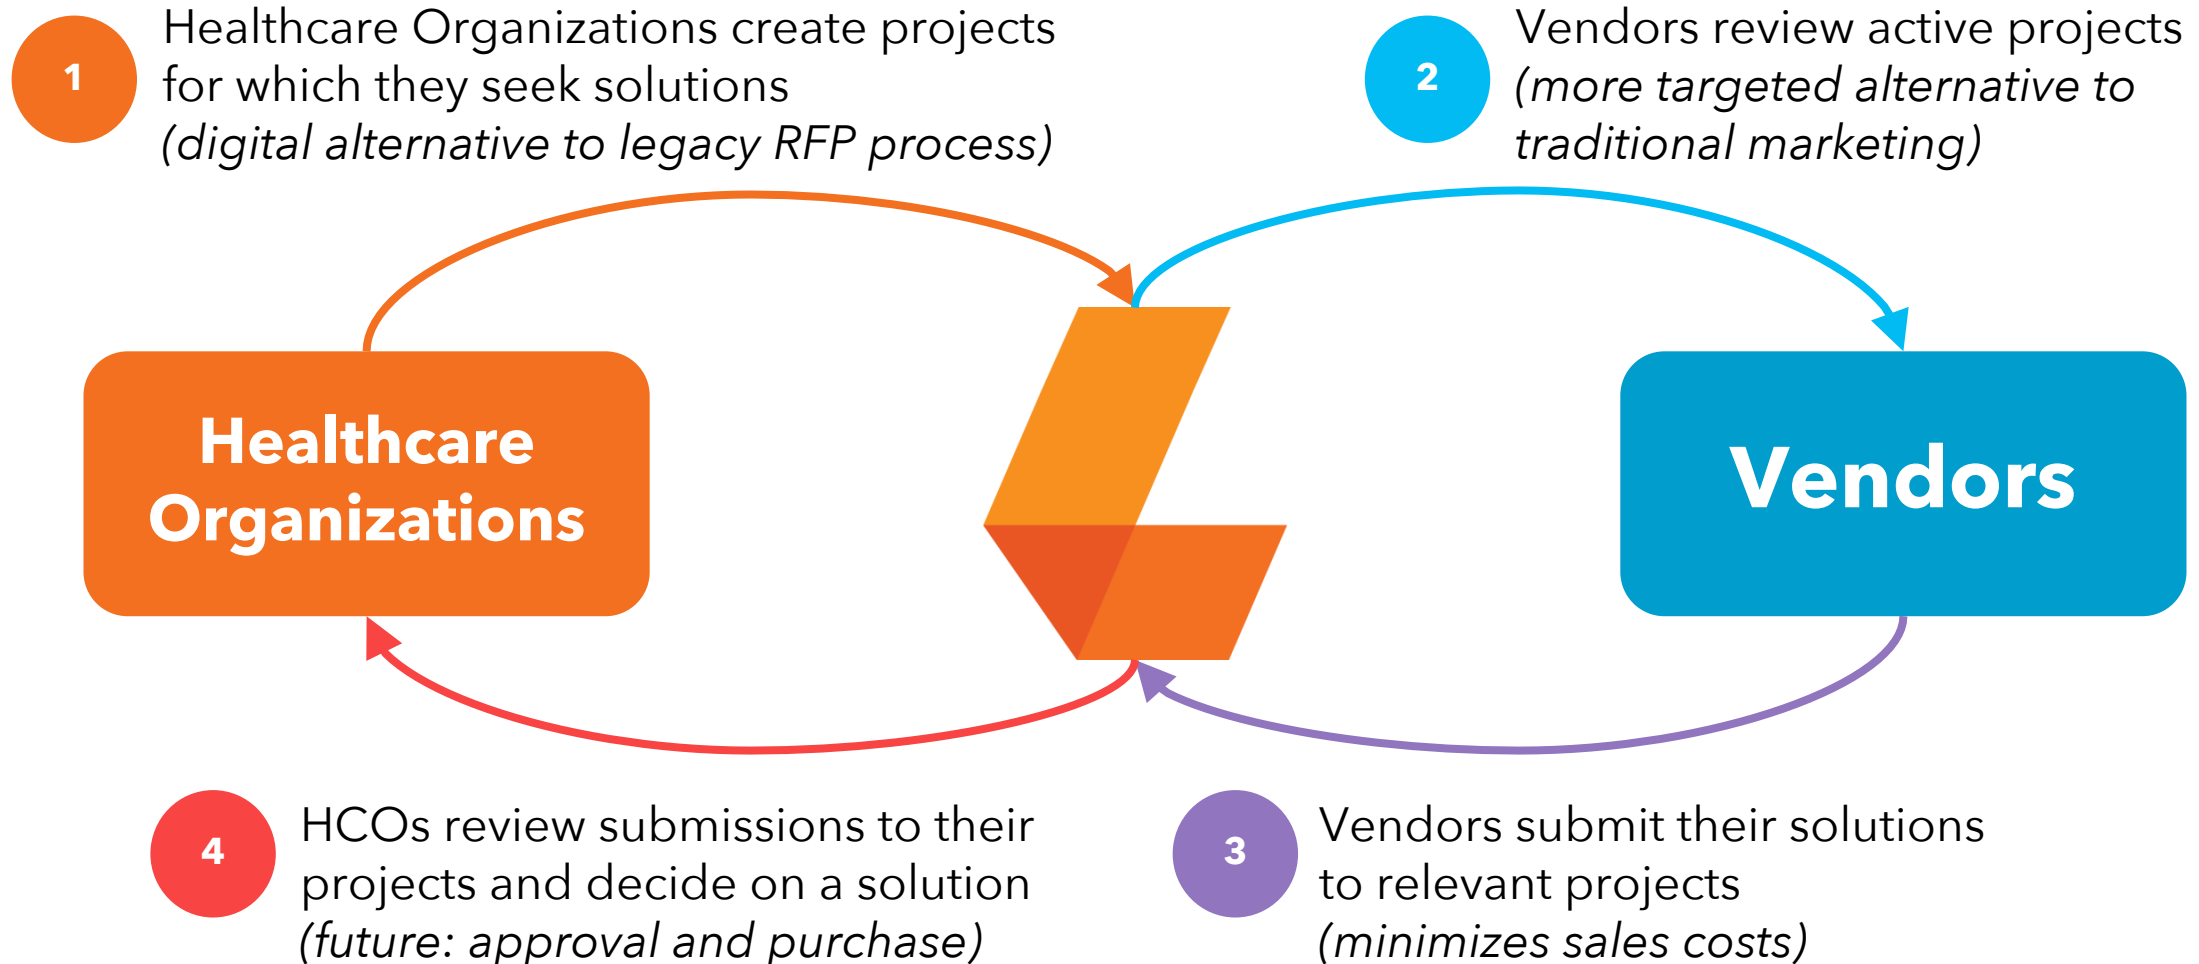 1
Healthcare Organizations create projects
for which they seek solutions
(digital alternative to legacy RFP process)
2
Vendors review active projects
(more targeted alternative to
traditional marketing)
Healthcare
Organizations
Vendors
4
HCOs review submissions to their
projects and decide on a solution
(future: approval and purchase)
3
Vendors submit their solutions
to relevant projects
(minimizes sales costs)